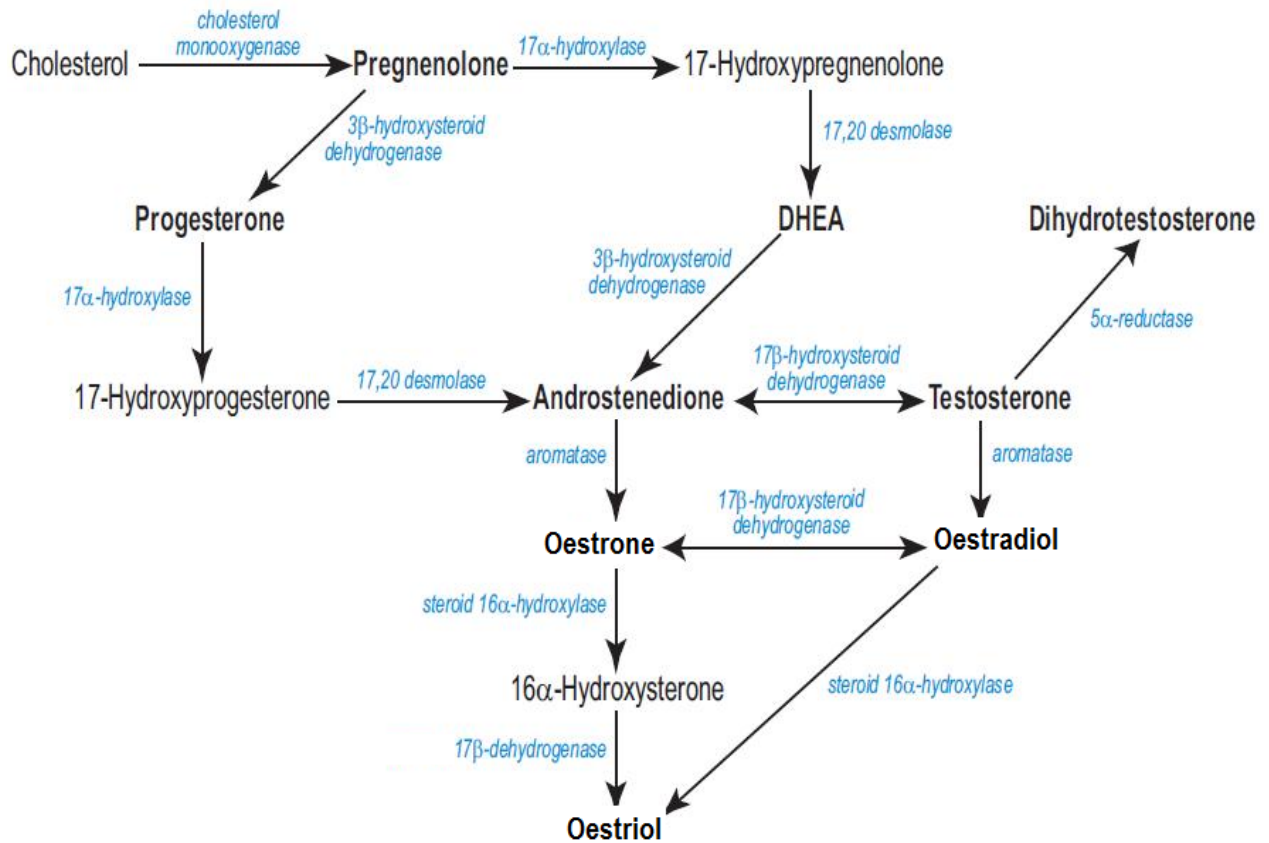 cholesterol
monooxygenase
17α-hydroxylase
Cholesterol
Pregnenolone
17-Hydroxypregnenolone
3β-hydroxysteroid
dehydrogenase
17,20 desmolase
Progesterone
DHEA
Dihydrotestosterone
3β-hydroxysteroid
dehydrogenase
17α-hydroxylase
5α-reductase
17β-hydroxysteroid
dehydrogenase
17,20 desmolase
17-Hydroxyprogesterone
Androstenedione
Testosterone
aromatase
aromatase
17β-hydroxysteroid
dehydrogenase
Oestrone
Oestradiol
steroid 16α-hydroxylase
16α-Hydroxysterone
steroid 16α-hydroxylase
17β-dehydrogenase
Oestriol